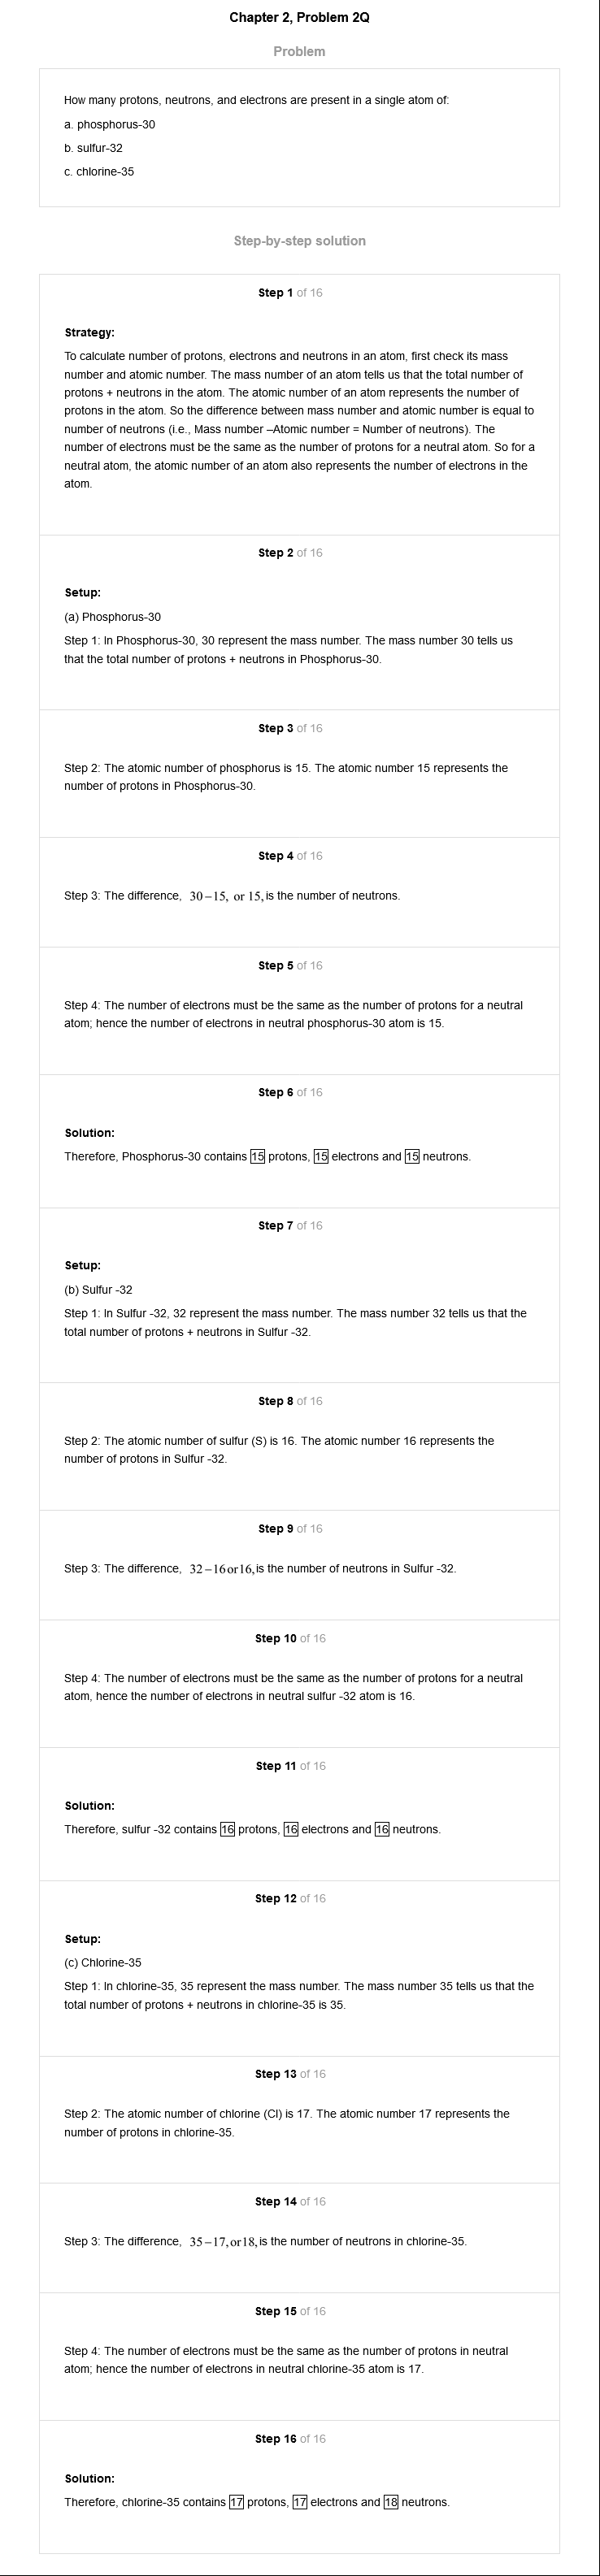 Chapter 2, Problem 2Q
Problem
How many protons, neutrons, and electrons are present in a single atom of:
a. phosphorus-30
b. sulfur-32
c. chlorine-35
Step-by-step solution
Step 1 of 16
Strategy:
To calculate number of protons, electrons and neutrons in an atom, first check its mass
number and atomic number. The mass number of an atom tells us that the total number of
protons + neutrons in the atom. The atomic number of an atom represents the number of
protons in the atom. So the difference between mass number and atomic number is equal to
number of neutrons (i.e., Mass number –Atomic number = Number of neutrons). The
number of electrons must be the same as the number of protons for a neutral atom. So for a
neutral atom, the atomic number of an atom also represents the number of electrons in the
atom.
Step 2 of 16
Setup:
(a) Phosphorus-30
Step 1: In Phosphorus-30, 30 represent the mass number. The mass number 30 tells us
that the total number of protons + neutrons in Phosphorus-30.
Step 3 of 16
Step 2: The atomic number of phosphorus is 15. The atomic number 15 represents the
number of protons in Phosphorus-30.
Step 4 of 16
Step 3: The difference, 30–15, or 15, is the number of neutrons.
Step 5 of 16
Step 4: The number of electrons must be the same as the number of protons for a neutral
atom; hence the number of electrons in neutral phosphorus-30 atom is 15.
Step 6 of 16
Solution:
Therefore, Phosphorus-30 contains 15 protons, 15 electrons and 15 neutrons.
Step 7 of 16
Setup:
(b) Sulfur -32
Step 1: In Sulfur -32, 32 represent the mass number. The mass number 32 tells us that the
total number of protons + neutrons in Sulfur -32.
Step 8 of 16
Step 2: The atomic number of sulfur (S) is 16. The atomic number 16 represents the
number of protons in Sulfur -32.
Step 9 of 16
Step 3: The difference, 32–16 or 16, is the number of neutrons in Sulfur -32.
Step 10 of 16
Step 4: The number of electrons must be the same as the number of protons for a neutral
atom, hence the number of electrons in neutral sulfur -32 atom is 16.
Step 11 of 16
Solution:
Therefore, sulfur -32 contains 16 protons, 16 electrons and 16 neutrons.
Step 12 of 16
Setup:
(c) Chlorine-35
Step 1: In chlorine-35, 35 represent the mass number. The mass number 35 tells us that the
total number of protons + neutrons in chlorine-35 is 35.
Step 13 of 16
Step 2: The atomic number of chlorine (Cl) is 17. The atomic number 17 represents the
number of protons in chlorine-35.
Step 14 of 16
Step 3: The difference, 35–17, or 18, is the number of neutrons in chlorine-35.
Step 15 of 16
Step 4: The number of electrons must be the same as the number of protons in neutral
atom; hence the number of electrons in neutral chlorine-35 atom is 17.
Step 16 of 16
Solution:
Therefore, chlorine-35 contains 17 protons, 17 electrons and 18 neutrons.